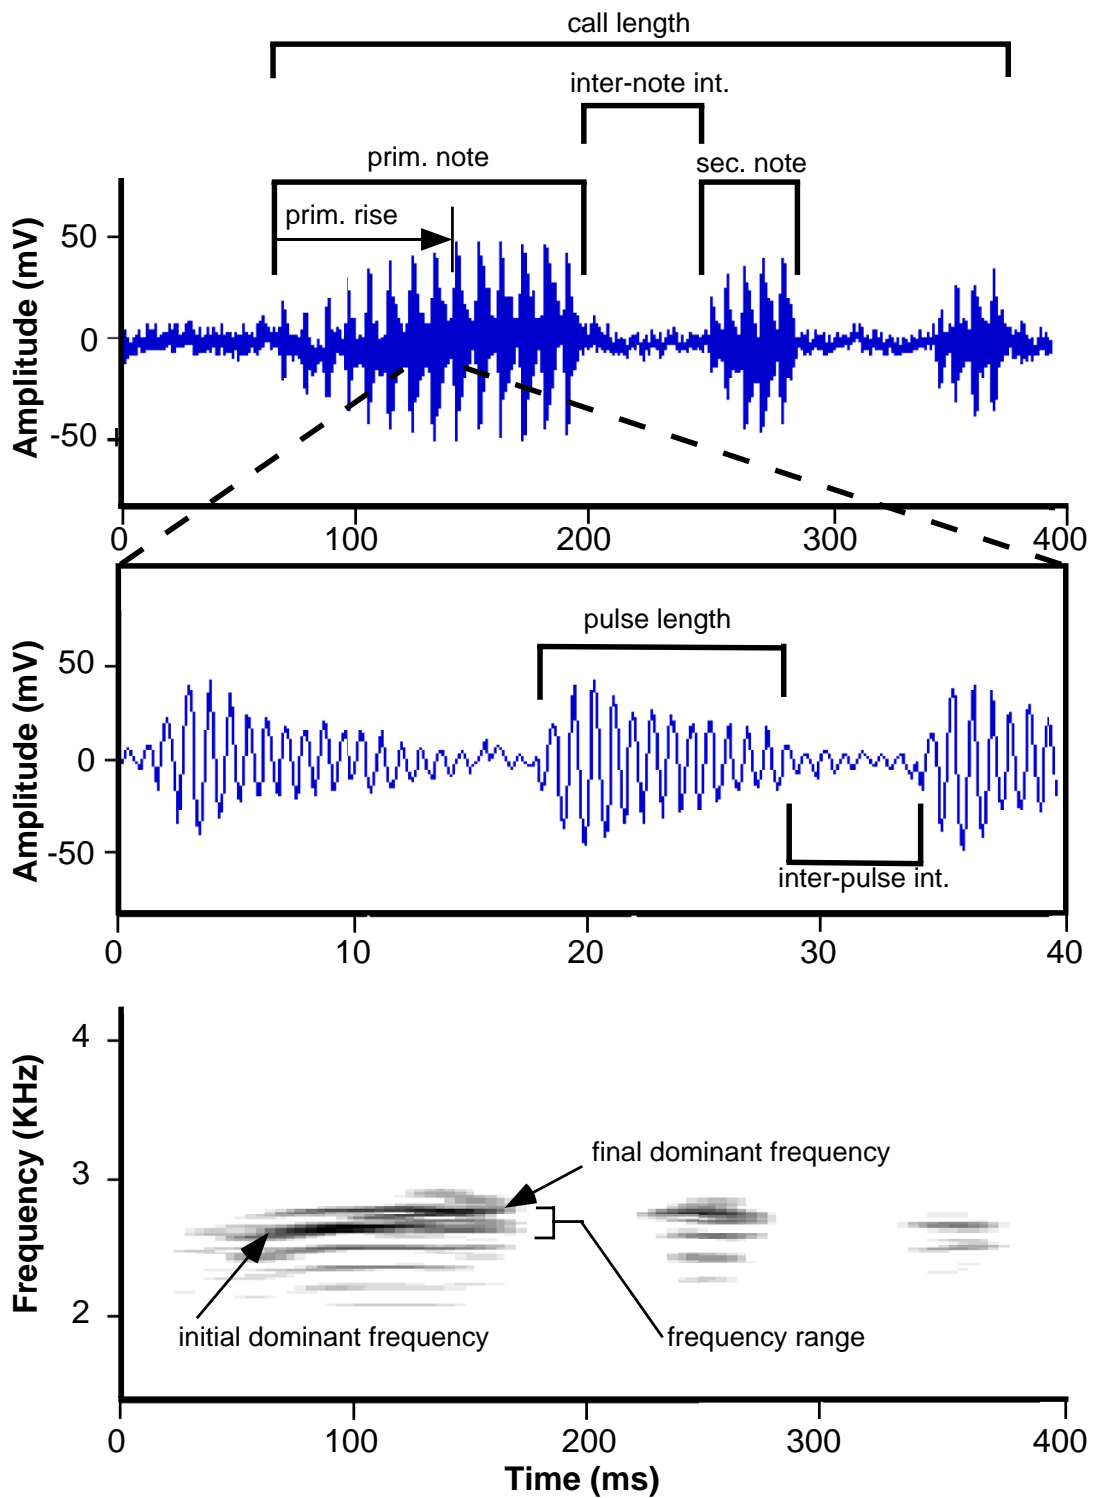 call length
inter-note int.
prim. note
sec. note
prim. rise
Amplitude (mV)
50
0
-50
0 100 200 300 400
pulse length
Amplitude (mV)
50
0
-50
inter-pulse int.
0 10 20 30 40
Frequency (KHz)
4
3
2
final dominant frequency
initial dominant frequency
frequency range
0 100 200 300 400
Time (ms)